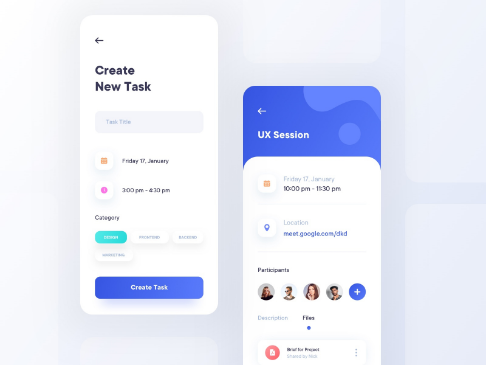 Create
New Task
Task Title
Friday 17, January
3:00 pm - 4:30 pm
Category
DESIGN
FRONTEND
BACKEND
MARKETING
Create Task
UX Session
Friday 17, January
10:00 pm - 11:30 pm
Location
meet.google.com/dkd
Participants
Description
Files
Brief for Project
Shared by